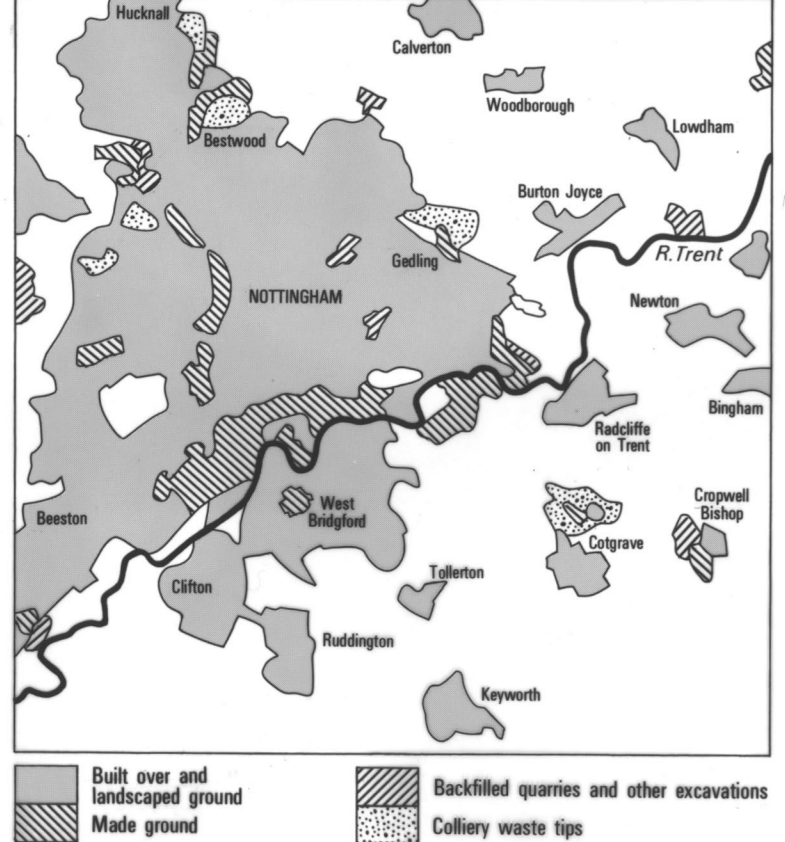 Hucknall
Calverton
Woodborough
Lowdham
Bestwood
Burton Joyce
R. Trent
Gedling
NOTTINGHAM
Newton
Bingham
Radcliffe
on Trent
Cropwell
Bishop
West
Bridgford
Beeston
Cotgrave
Tollerton
Clifton
Ruddington
Keyworth
Built over and
landscaped ground
Made ground
Backfilled quarries and other excavations
Colliery waste tips